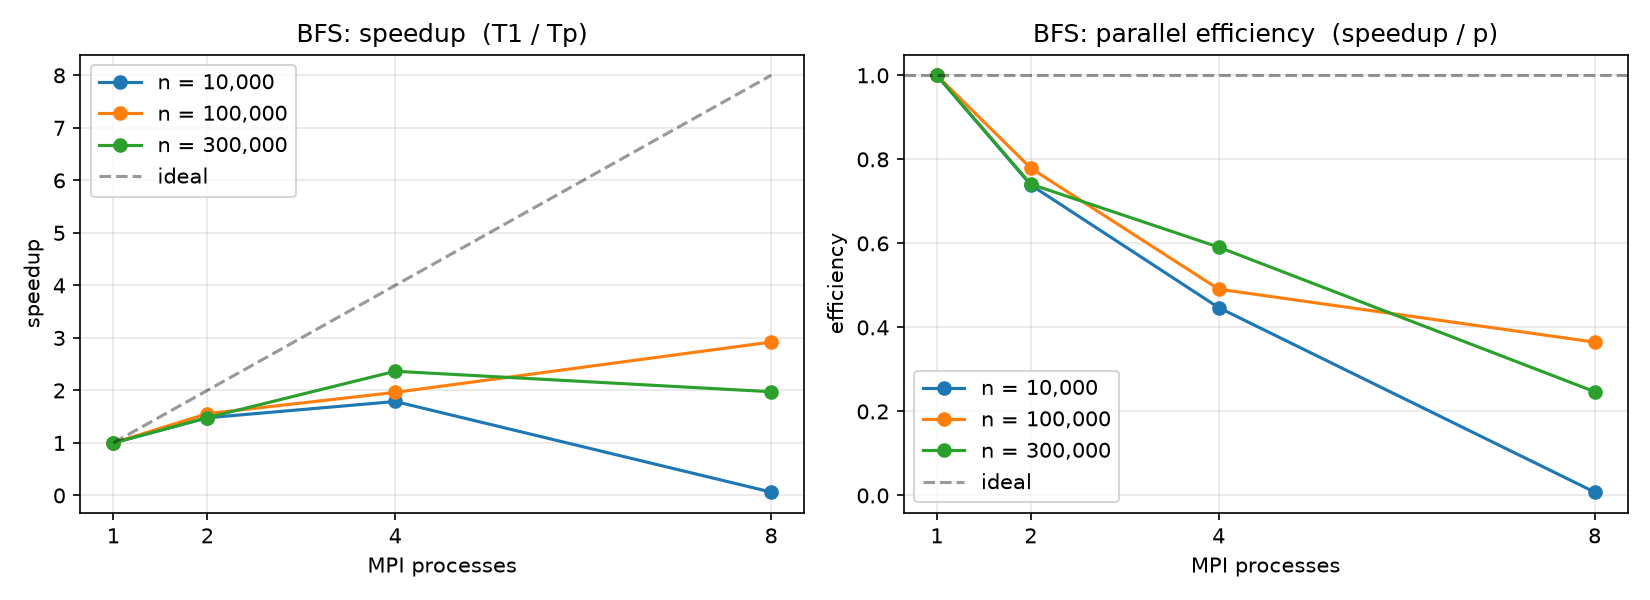 BFS: speedup  (T1 / Tp)
speedup
8
7
6
5
4
3
2
1
0
n = 10,000
n = 100,000
n = 300,000
ideal
1 2 4 8
MPI processes
BFS: parallel efficiency  (speedup / p)
efficiency
1.0
0.8
0.6
0.4
0.2
0.0
n = 10,000
n = 100,000
n = 300,000
ideal
1 2 4 8
MPI processes